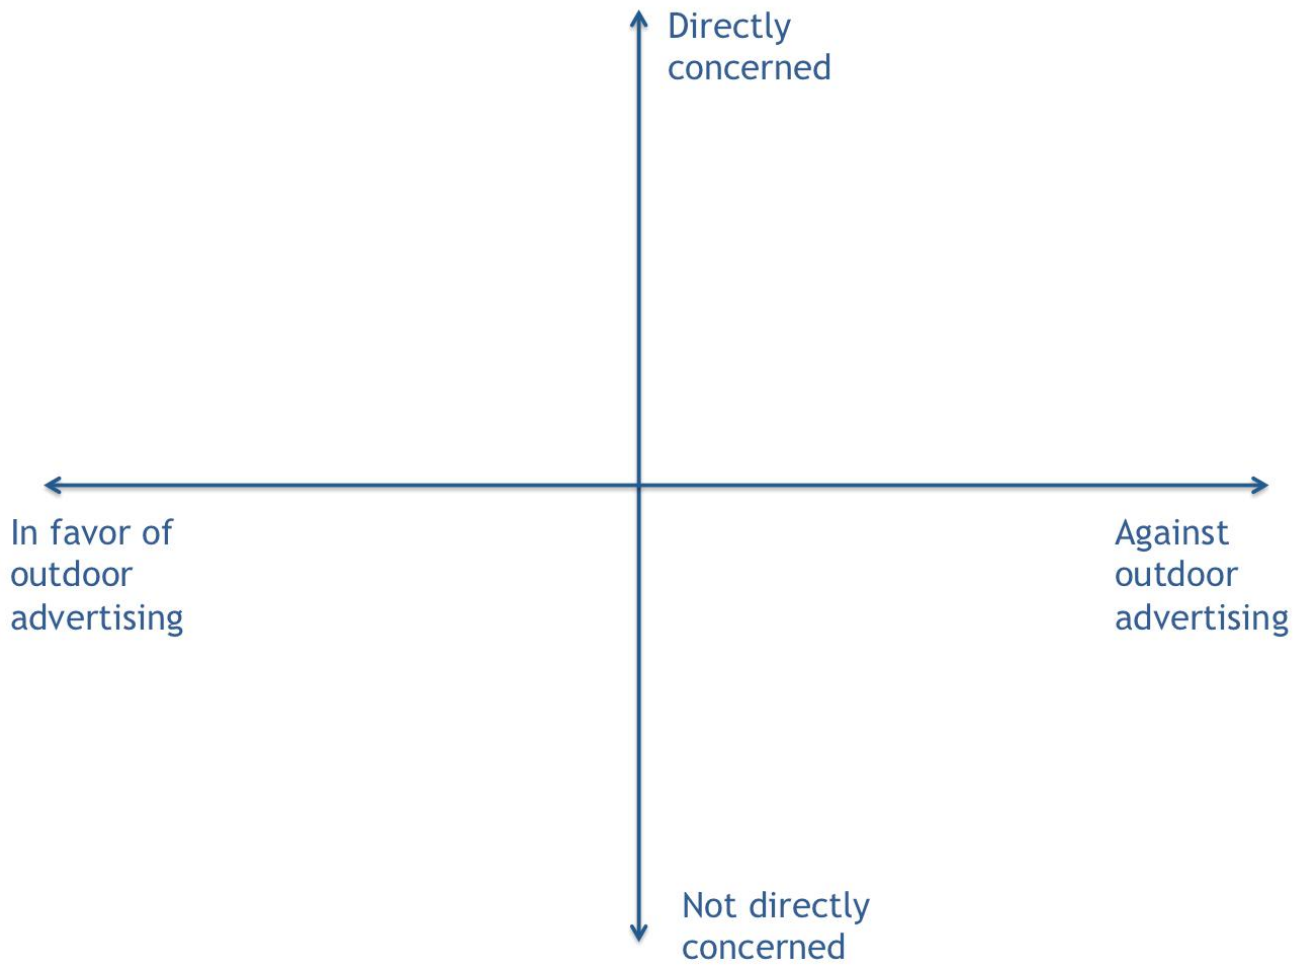 Directly
concerned
In favor of
outdoor
advertising
Against
outdoor
advertising
Not directly
concerned